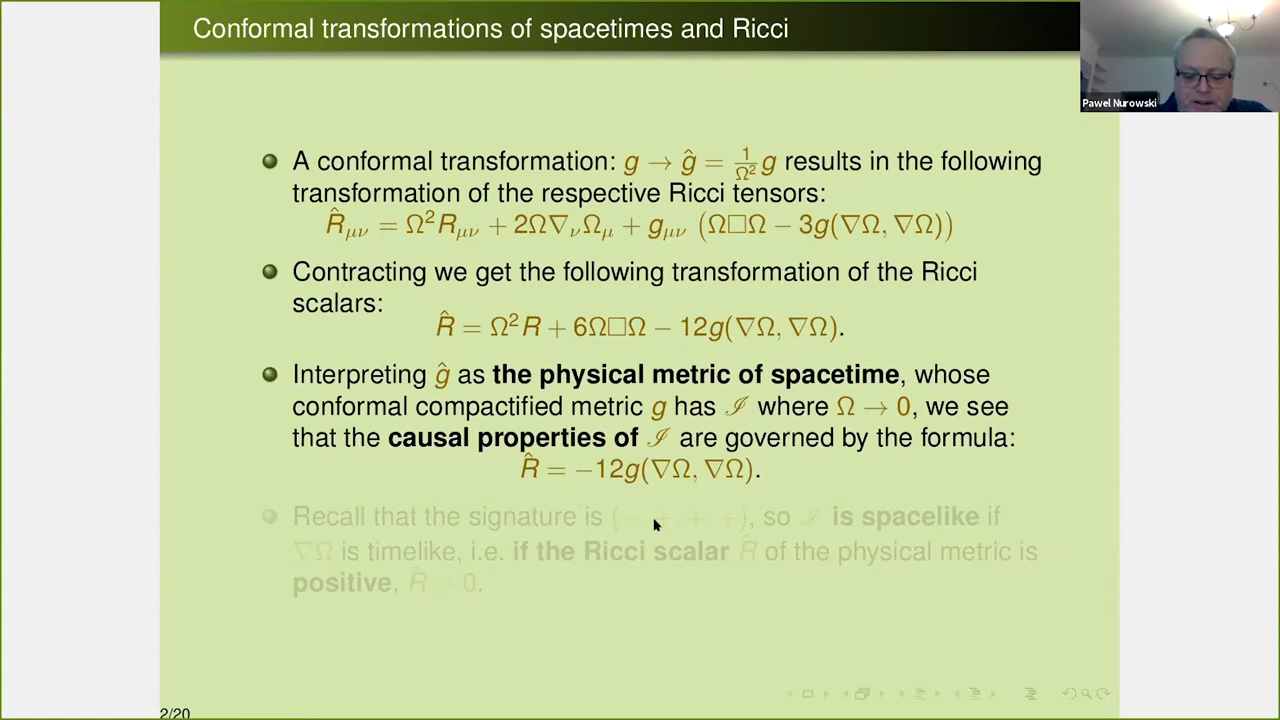 Conformal transformations of spacetimes and Ricci
Pawel Nurowski
A conformal transformation: g → ĝ = 1/Ω² g results in the following
transformation of the respective Ricci tensors:
R̂μν = Ω²Rμν + 2Ω∇νΩμ + gμν (Ω□Ω − 3g(∇Ω, ∇Ω))
Contracting we get the following transformation of the Ricci
scalars:
R̂ = Ω²R + 6Ω□Ω − 12g(∇Ω, ∇Ω).
Interpreting ĝ as the physical metric of spacetime, whose
conformal compactified metric g has ℐ where Ω → 0, we see
that the causal properties of ℐ are governed by the formula:
R̂ = −12g(∇Ω, ∇Ω).
Recall that the signature is (−, +, +, +), so ℐ is spacelike if
∇Ω is timelike, i.e. if the Ricci scalar R̂ of the physical metric is
positive, R̂ > 0.
2/20